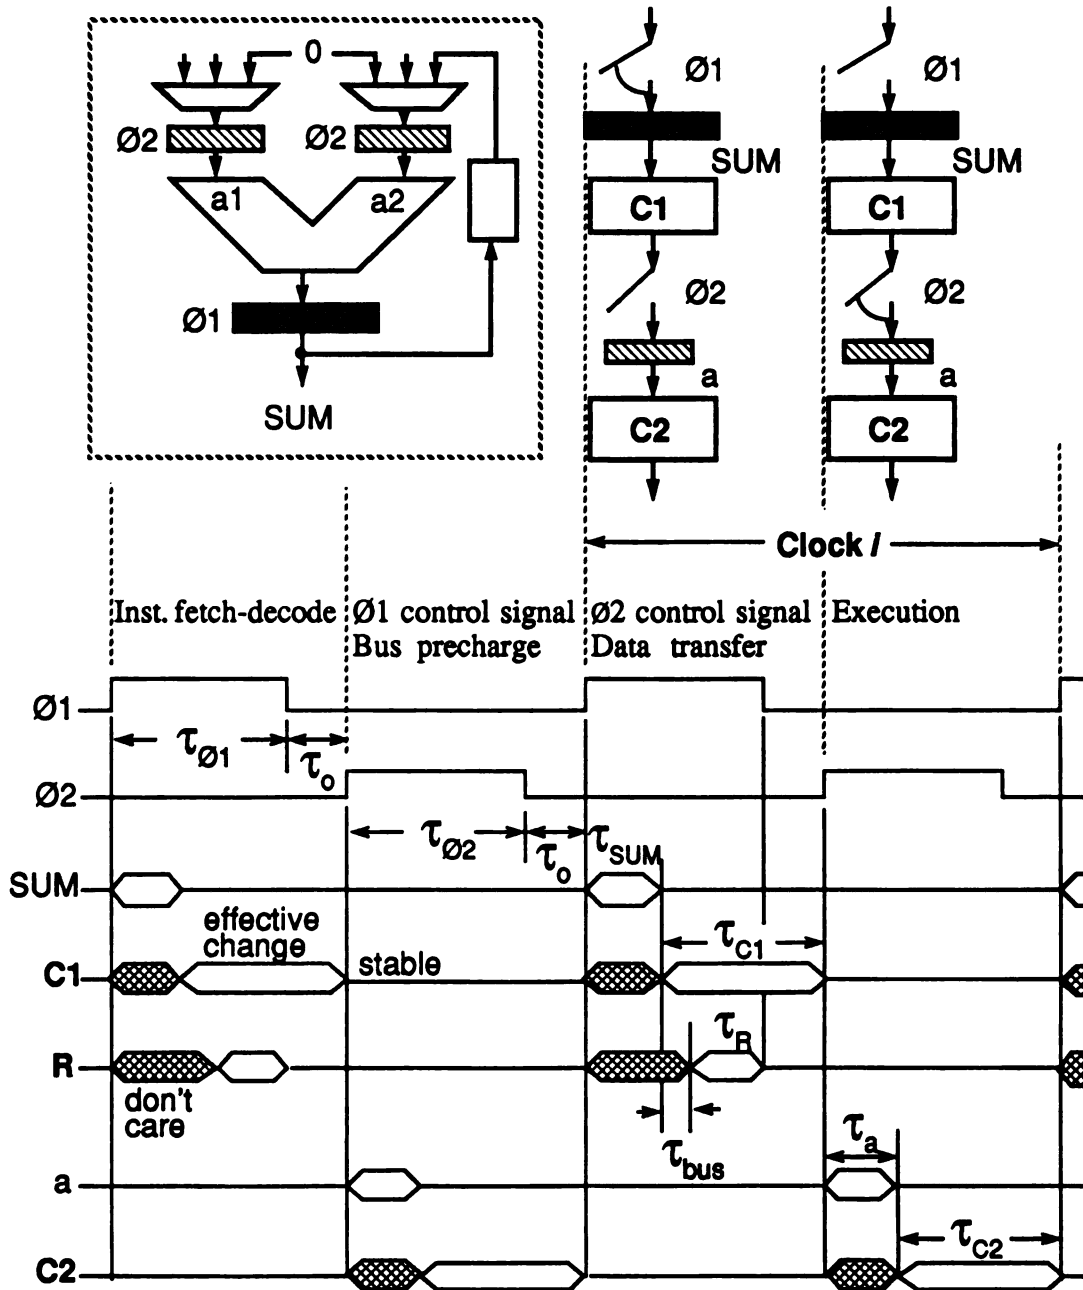 0
Ø1
Ø1
Ø2
Ø2
SUM
SUM
a1
a2
C1
C1
Ø1
Ø2
Ø2
a
a
SUM
C2
C2
Clock I
Inst. fetch-decode
Ø1 control signal
Bus precharge
Ø2 control signal
Data transfer
Execution
Ø1
τØ1
τo
Ø2
τØ2
τo
τSUM
SUM
effective
change
τC1
C1
stable
τR
R
don't
care
τbus
τa
a
τC2
C2